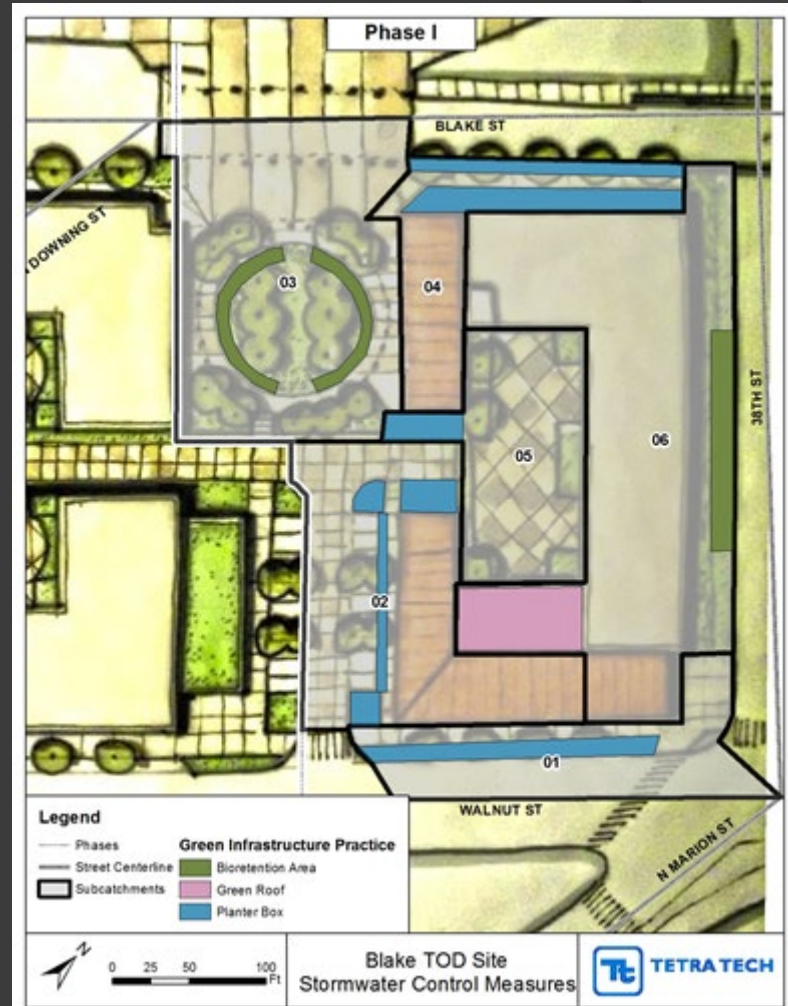 Phase I
BLAKE ST
DOWNING ST
03
04
38TH ST
05
06
02
01
WALNUT ST
N MARION ST
Legend
Phases
Street Centerline
Subcatchments
Green Infrastructure Practice
Bioretention Area
Green Roof
Planter Box
N
0 25 50 100
Ft
Blake TOD Site
Stormwater Control Measures
Tt TETRA TECH